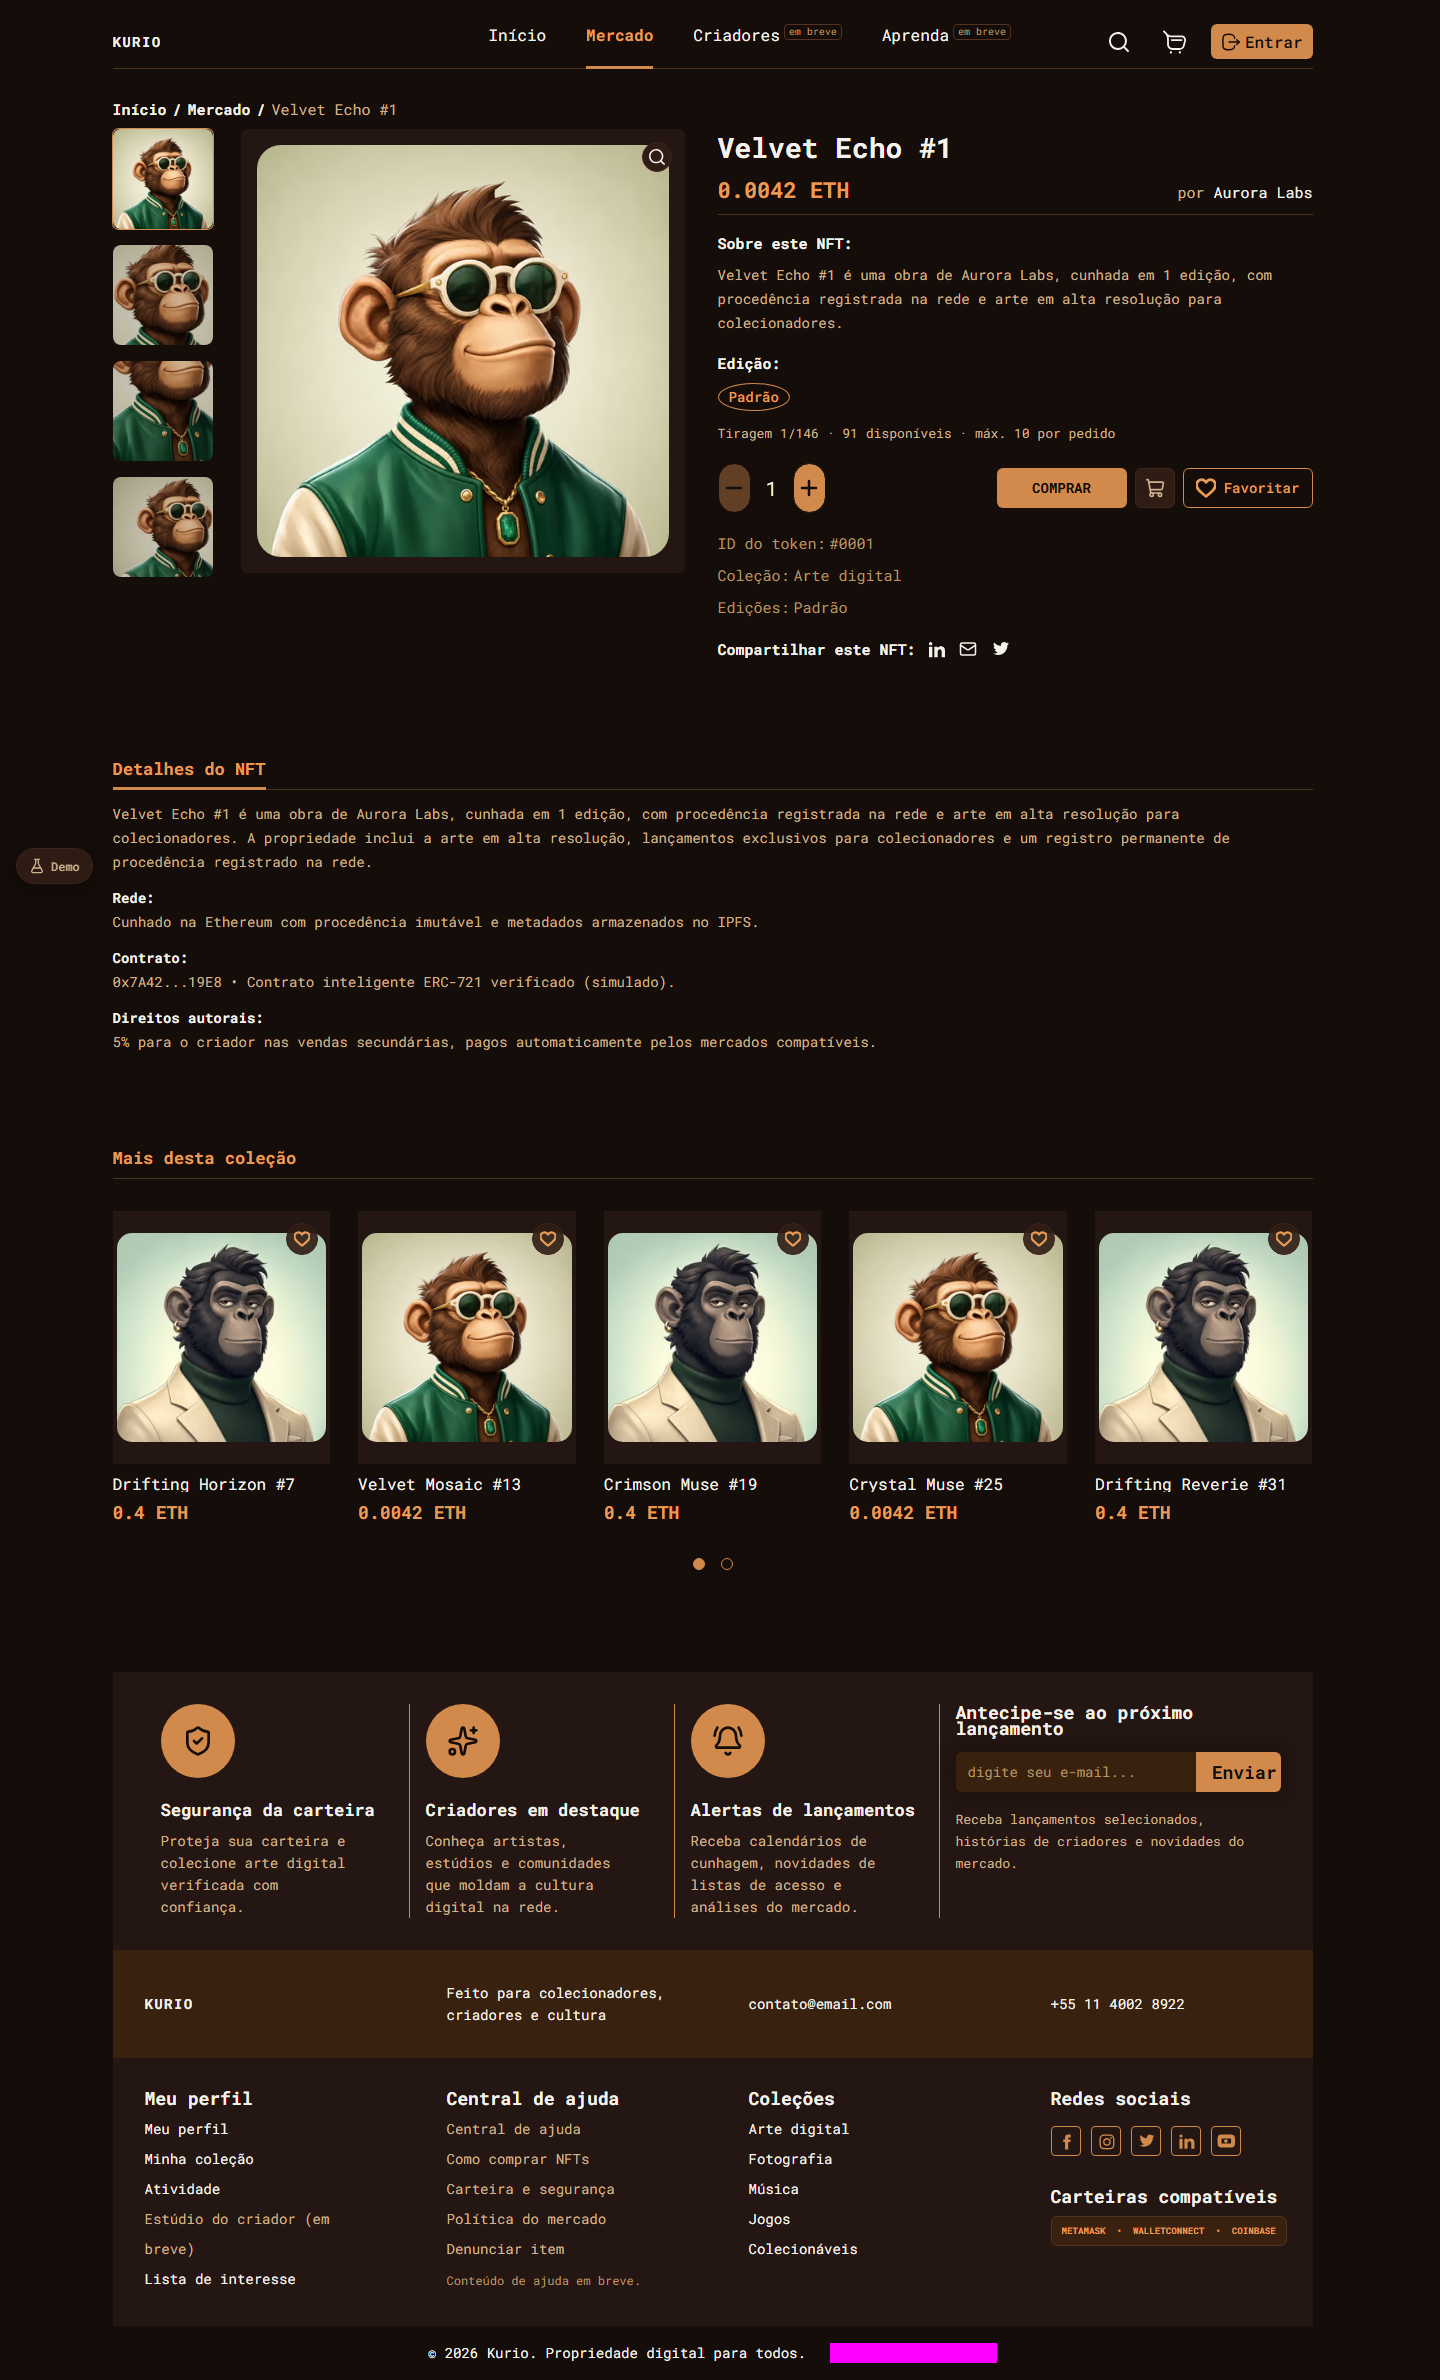 KURIO
Início
Mercado
Criadores em breve
Aprenda em breve
Entrar
Início / Mercado / Velvet Echo #1
Velvet Echo #1
0.0042 ETH
por Aurora Labs
Sobre este NFT:
Velvet Echo #1 é uma obra de Aurora Labs, cunhada em 1 edição, com
procedência registrada na rede e arte em alta resolução para
colecionadores.
Edição:
Padrão
Tiragem 1/146 · 91 disponíveis · máx. 10 por pedido
1
COMPRAR
Favoritar
ID do token: #0001
Coleção: Arte digital
Edições: Padrão
Compartilhar este NFT:
Detalhes do NFT
Velvet Echo #1 é uma obra de Aurora Labs, cunhada em 1 edição, com procedência registrada na rede e arte em alta resolução para
colecionadores. A propriedade inclui a arte em alta resolução, lançamentos exclusivos para colecionadores e um registro permanente de
procedência registrado na rede.
Demo
Rede:
Cunhado na Ethereum com procedência imutável e metadados armazenados no IPFS.
Contrato:
0x7A42...19E8 • Contrato inteligente ERC-721 verificado (simulado).
Direitos autorais:
5% para o criador nas vendas secundárias, pagos automaticamente pelos mercados compatíveis.
Mais desta coleção
Drifting Horizon #7
0.4 ETH
Velvet Mosaic #13
0.0042 ETH
Crimson Muse #19
0.4 ETH
Crystal Muse #25
0.0042 ETH
Drifting Reverie #31
0.4 ETH
Segurança da carteira
Proteja sua carteira e
colecione arte digital
verificada com
confiança.
Criadores em destaque
Conheça artistas,
estúdios e comunidades
que moldam a cultura
digital na rede.
Alertas de lançamentos
Receba calendários de
cunhagem, novidades de
listas de acesso e
análises do mercado.
Antecipe-se ao próximo
lançamento
digite seu e-mail...
Enviar
Receba lançamentos selecionados,
histórias de criadores e novidades do
mercado.
KURIO
Feito para colecionadores,
criadores e cultura
contato@email.com
+55 11 4002 8922
Meu perfil
Meu perfil
Minha coleção
Atividade
Estúdio do criador (em
breve)
Lista de interesse
Central de ajuda
Central de ajuda
Como comprar NFTs
Carteira e segurança
Política do mercado
Denunciar item
Conteúdo de ajuda em breve.
Coleções
Arte digital
Fotografia
Música
Jogos
Colecionáveis
Redes sociais
Carteiras compatíveis
METAMASK • WALLETCONNECT • COINBASE
© 2026 Kurio. Propriedade digital para todos.